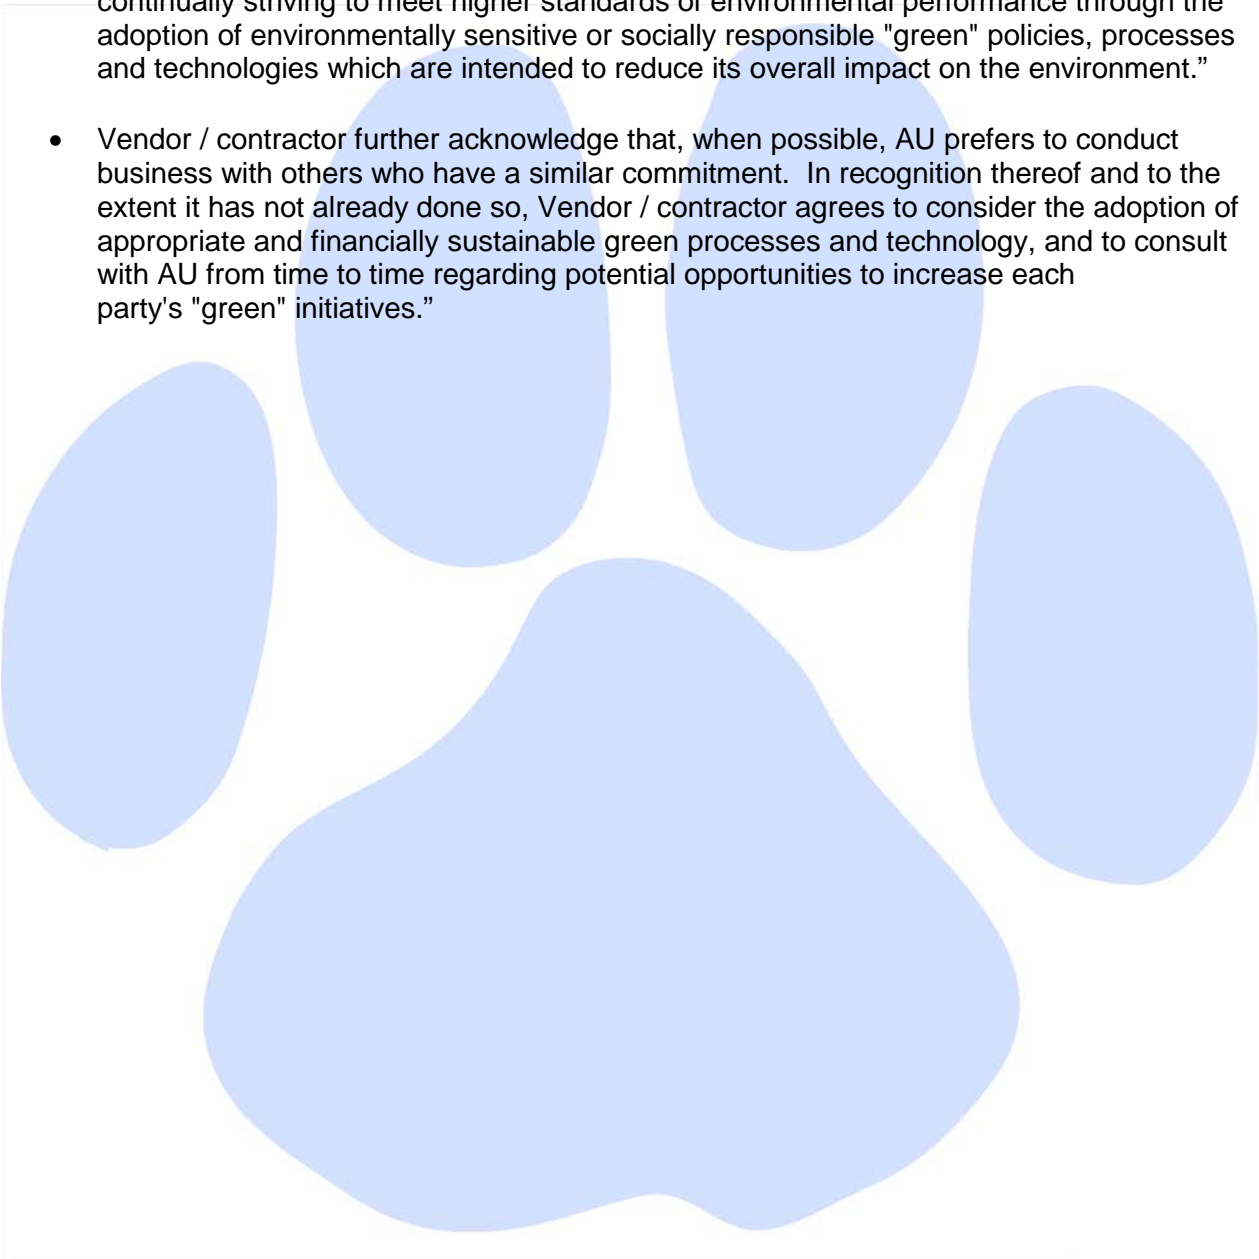 continually striving to meet higher standards of environmental performance through the
adoption of environmentally sensitive or socially responsible "green" policies, processes
and technologies which are intended to reduce its overall impact on the environment.”
• Vendor / contractor further acknowledge that, when possible, AU prefers to conduct
business with others who have a similar commitment.  In recognition thereof and to the
extent it has not already done so, Vendor / contractor agrees to consider the adoption of
appropriate and financially sustainable green processes and technology, and to consult
with AU from time to time regarding potential opportunities to increase each
party's "green" initiatives.”